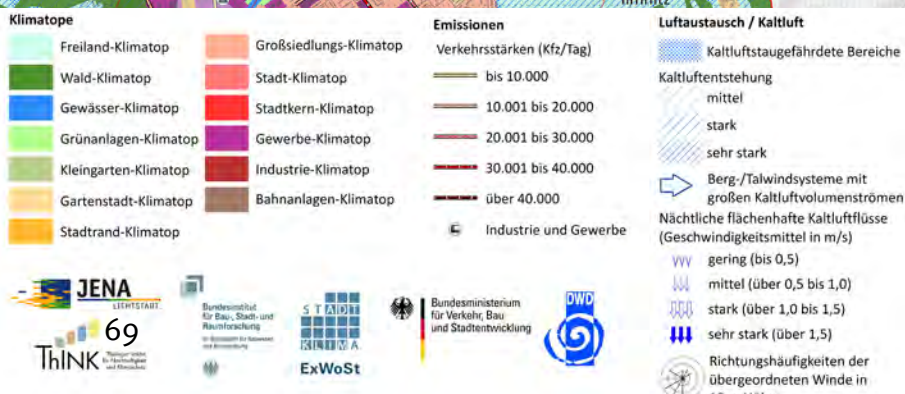 Klimatope
Freiland-Klimatop
Wald-Klimatop
Gewässer-Klimatop
Grünanlagen-Klimatop
Kleingarten-Klimatop
Gartenstadt-Klimatop
Stadtrand-Klimatop
Großsiedlungs-Klimatop
Stadt-Klimatop
Stadtkern-Klimatop
Gewerbe-Klimatop
Industrie-Klimatop
Bahnanlagen-Klimatop
Emissionen
Verkehrsstärken (Kfz/Tag)
bis 10.000
10.001 bis 20.000
20.001 bis 30.000
30.001 bis 40.000
über 40.000
Industrie und Gewerbe
Luftaustausch / Kaltluft
Kaltluftstaugefährdete Bereiche
Kaltluftentstehung
mittel
stark
sehr stark
Berg-/Talwindsysteme mit
großen Kaltluftvolumenströmen
Nächtliche flächenhafte Kaltluftflüsse
(Geschwindigkeitsmittel in m/s)
gering (bis 0,5)
mittel (über 0,5 bis 1,0)
stark (über 1,0 bis 1,5)
sehr stark (über 1,5)
Richtungshäufigkeiten der
übergeordneten Winde in
JENA
LICHTSTADT.
69
ThINK
Bundesinstitut
für Bau-, Stadt- und
Raumforschung
STADT
KLIMA
ExWoSt
Bundesministerium
für Verkehr, Bau
und Stadtentwicklung
DWD